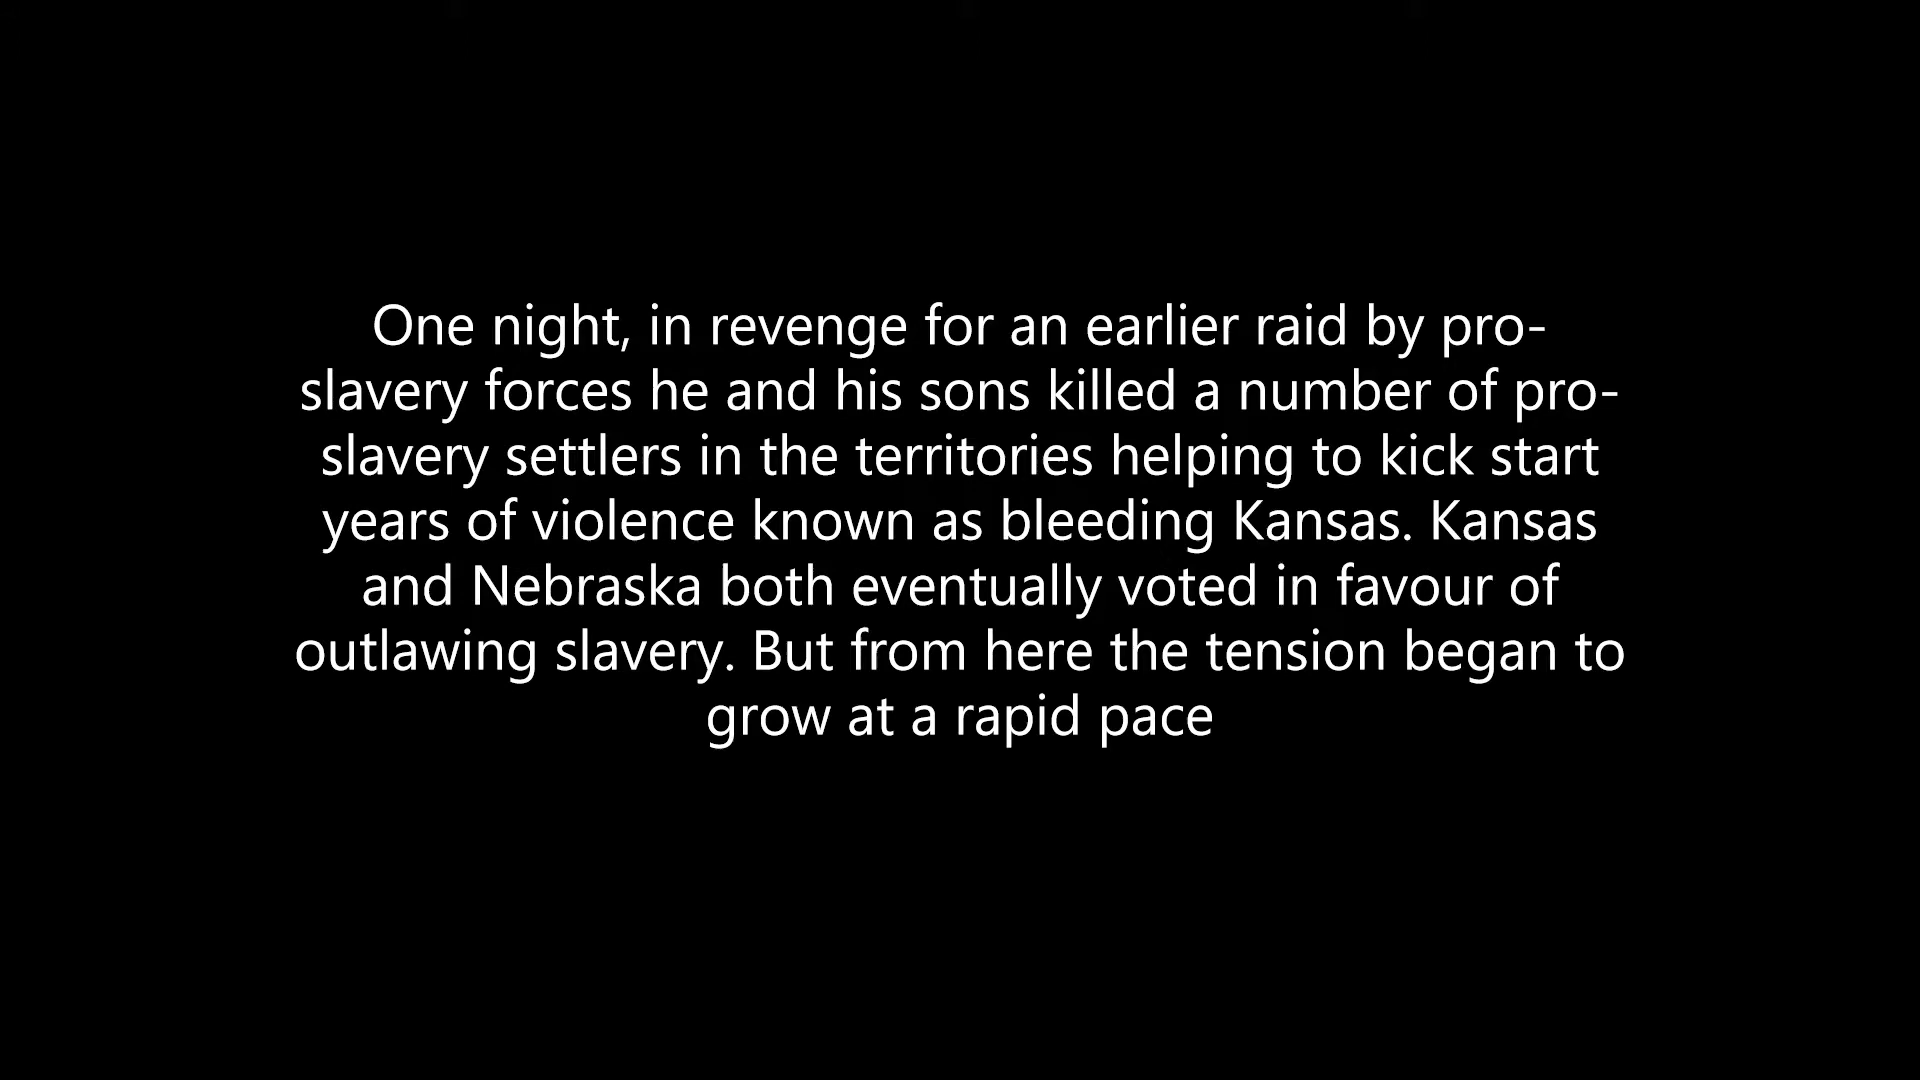 One night, in revenge for an earlier raid by pro-
slavery forces he and his sons killed a number of pro-
slavery settlers in the territories helping to kick start
years of violence known as bleeding Kansas. Kansas
and Nebraska both eventually voted in favour of
outlawing slavery. But from here the tension began to
grow at a rapid pace